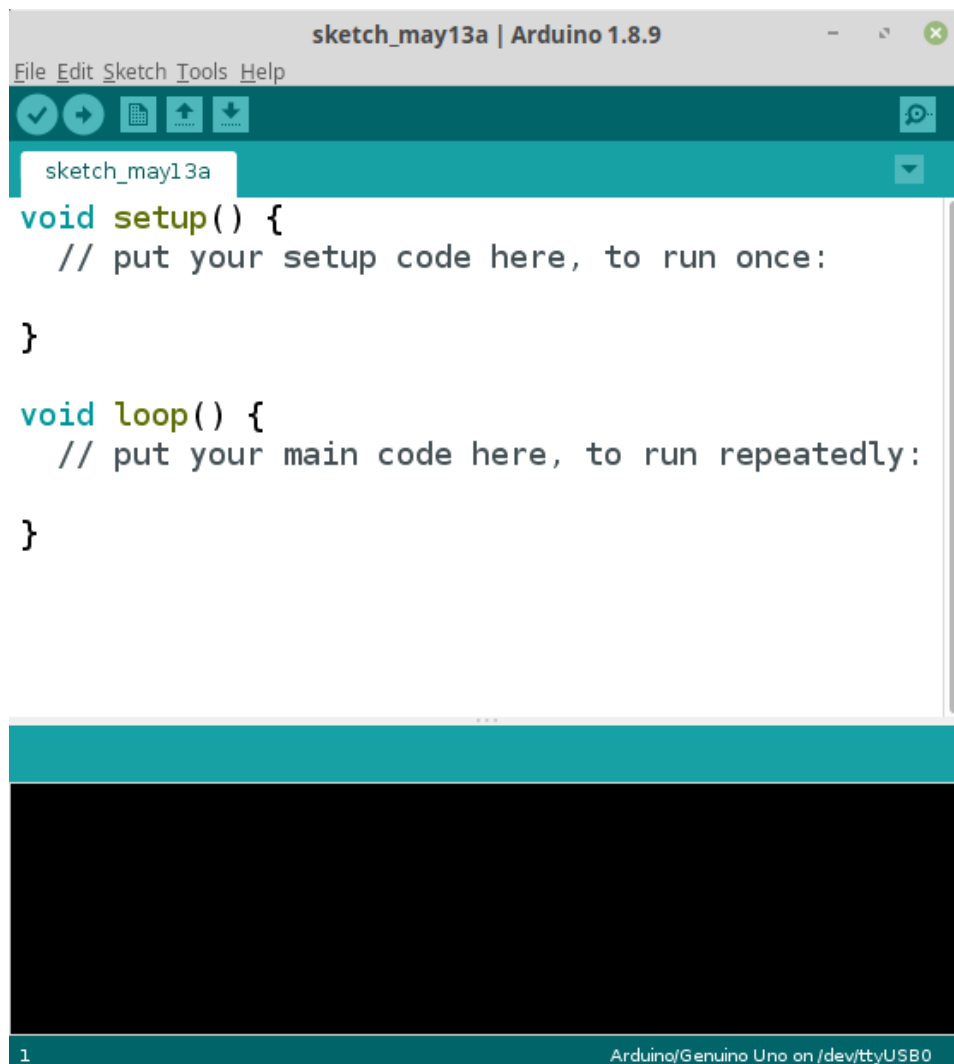 sketch_may13a | Arduino 1.8.9
File Edit Sketch Tools Help
sketch_may13a
void setup() {
  // put your setup code here, to run once:
}
void loop() {
  // put your main code here, to run repeatedly:
}
1 Arduino/Genuino Uno on /dev/ttyUSB0